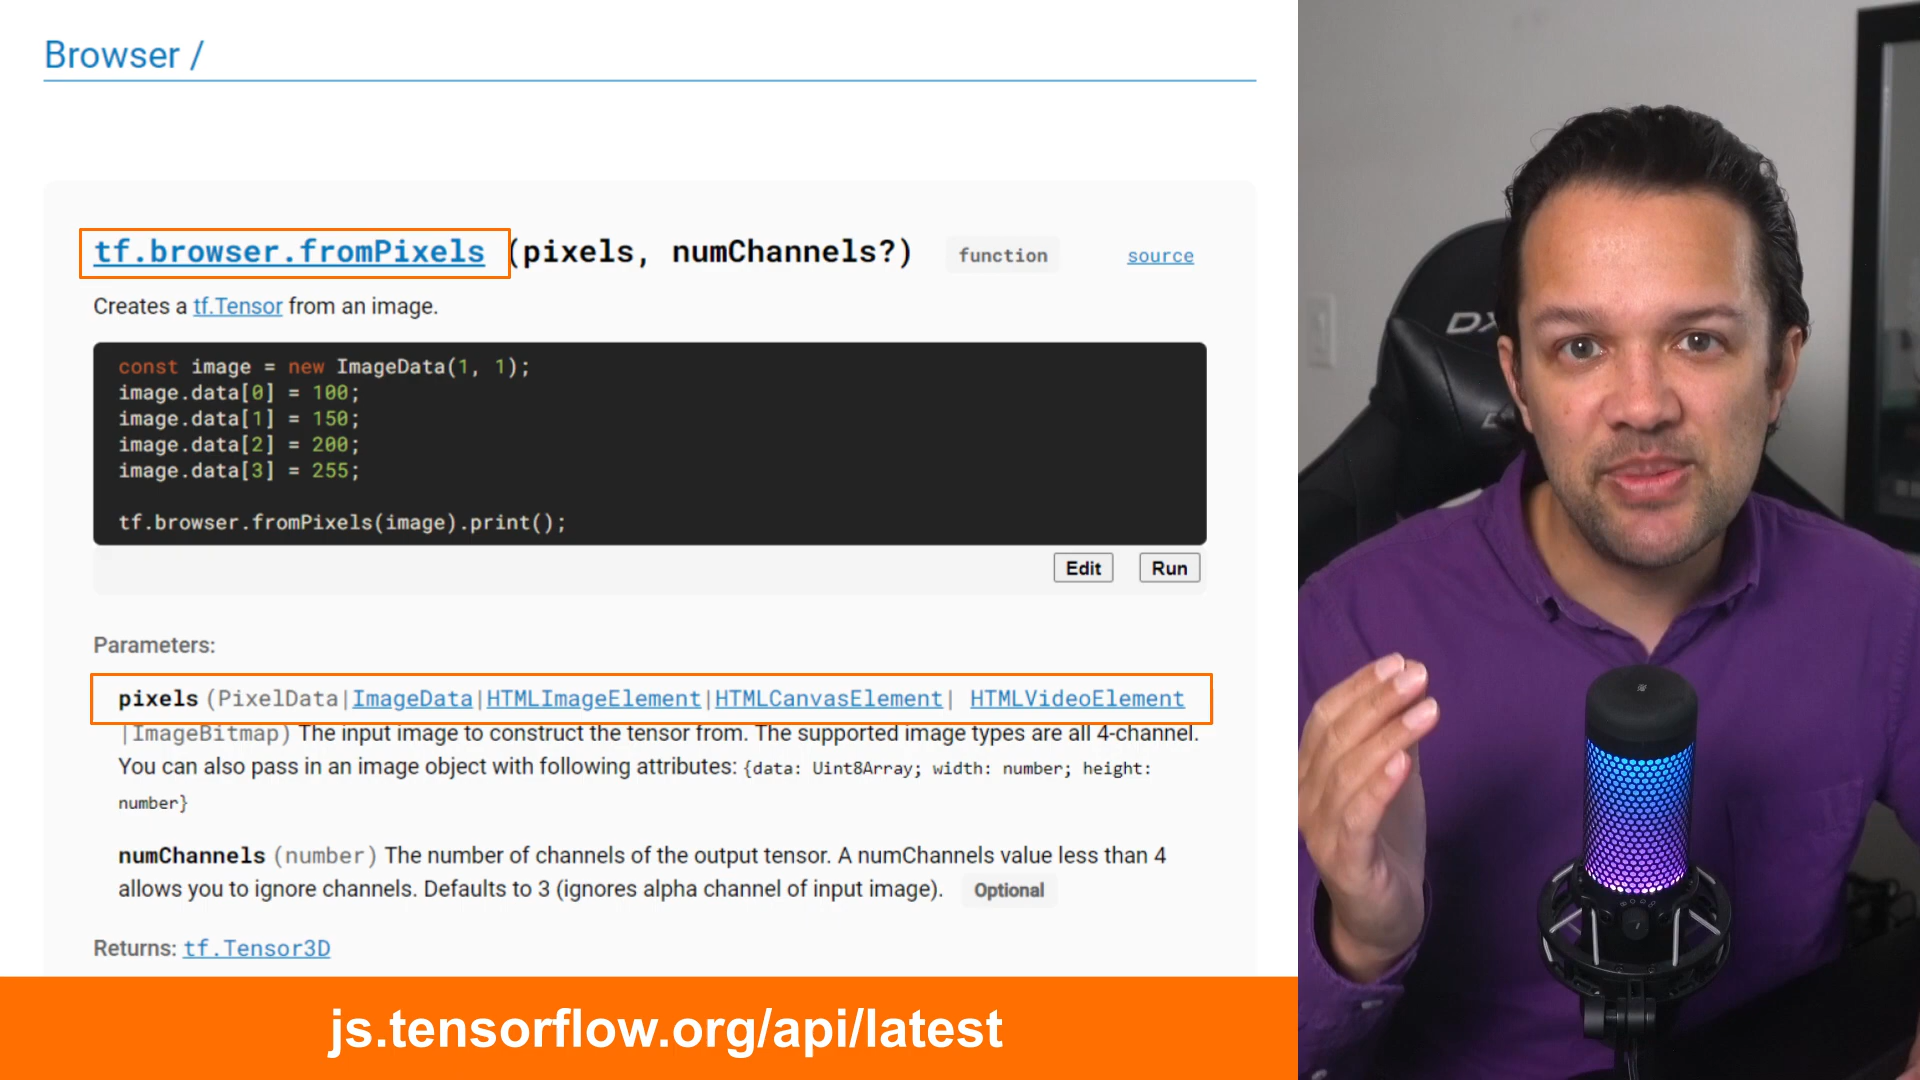 Browser /
tf.browser.fromPixels (pixels, numChannels?) function source
Creates a tf.Tensor from an image.
const image = new ImageData(1, 1);
image.data[0] = 100;
image.data[1] = 150;
image.data[2] = 200;
image.data[3] = 255;
tf.browser.fromPixels(image).print();
Edit Run
Parameters:
pixels (PixelData|ImageData|HTMLImageElement|HTMLCanvasElement| HTMLVideoElement
|ImageBitmap) The input image to construct the tensor from. The supported image types are all 4-channel.
You can also pass in an image object with following attributes: {data: Uint8Array; width: number; height:
number}
numChannels (number) The number of channels of the output tensor. A numChannels value less than 4
allows you to ignore channels. Defaults to 3 (ignores alpha channel of input image). Optional
Returns: tf.Tensor3D
js.tensorflow.org/api/latest